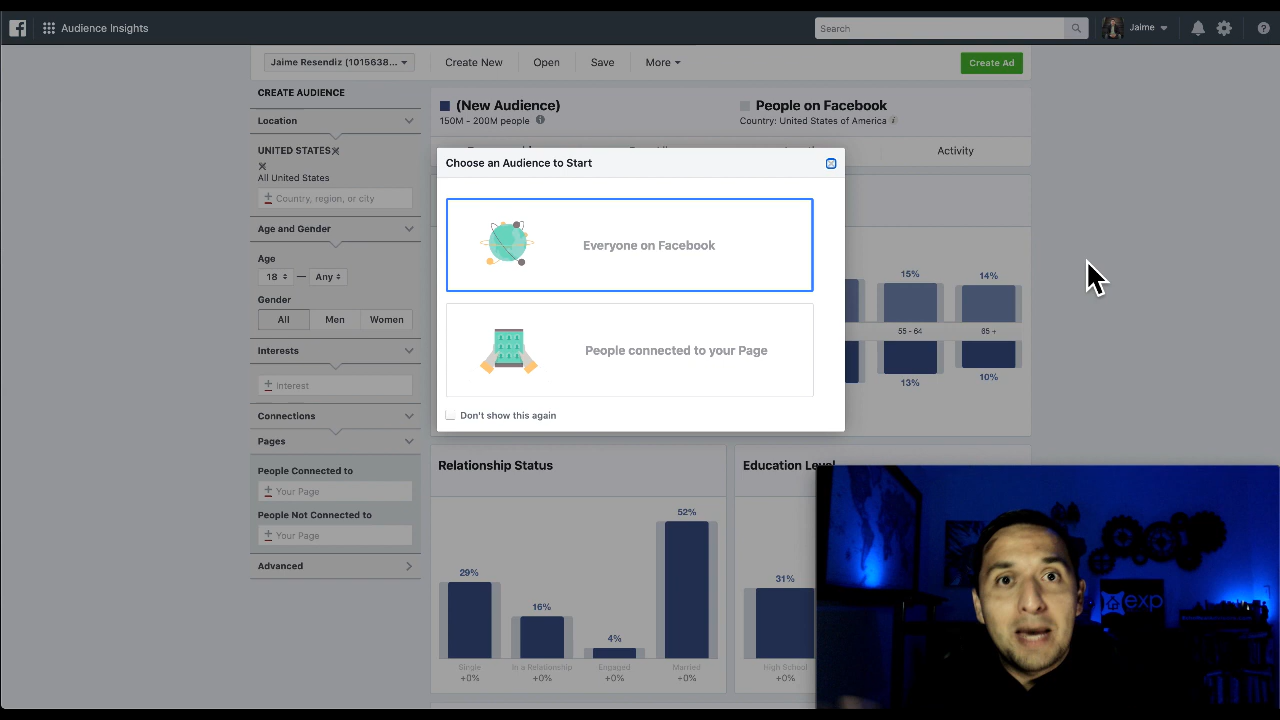 Audience Insights
Search
Jaime
Jaime Resendiz (1015638...
Create New
Open
Save
More
Create Ad
CREATE AUDIENCE
Location
UNITED STATES
All United States
Country, region, or city
Age and Gender
Age
18 — Any
Gender
All
Men
Women
Interests
Interest
Connections
Pages
People Connected to
Your Page
People Not Connected to
Your Page
Advanced
(New Audience)
150M - 200M people
People on Facebook
Country: United States of America
Activity
Choose an Audience to Start
Everyone on Facebook
People connected to your Page
Don't show this again
15%
14%
55 - 64
65 +
13%
10%
Relationship Status
29%
16%
4%
52%
Single
In a Relationship
Engaged
Married
+0%
+0%
+0%
+0%
Education Level
31%
High School
+0%
exp